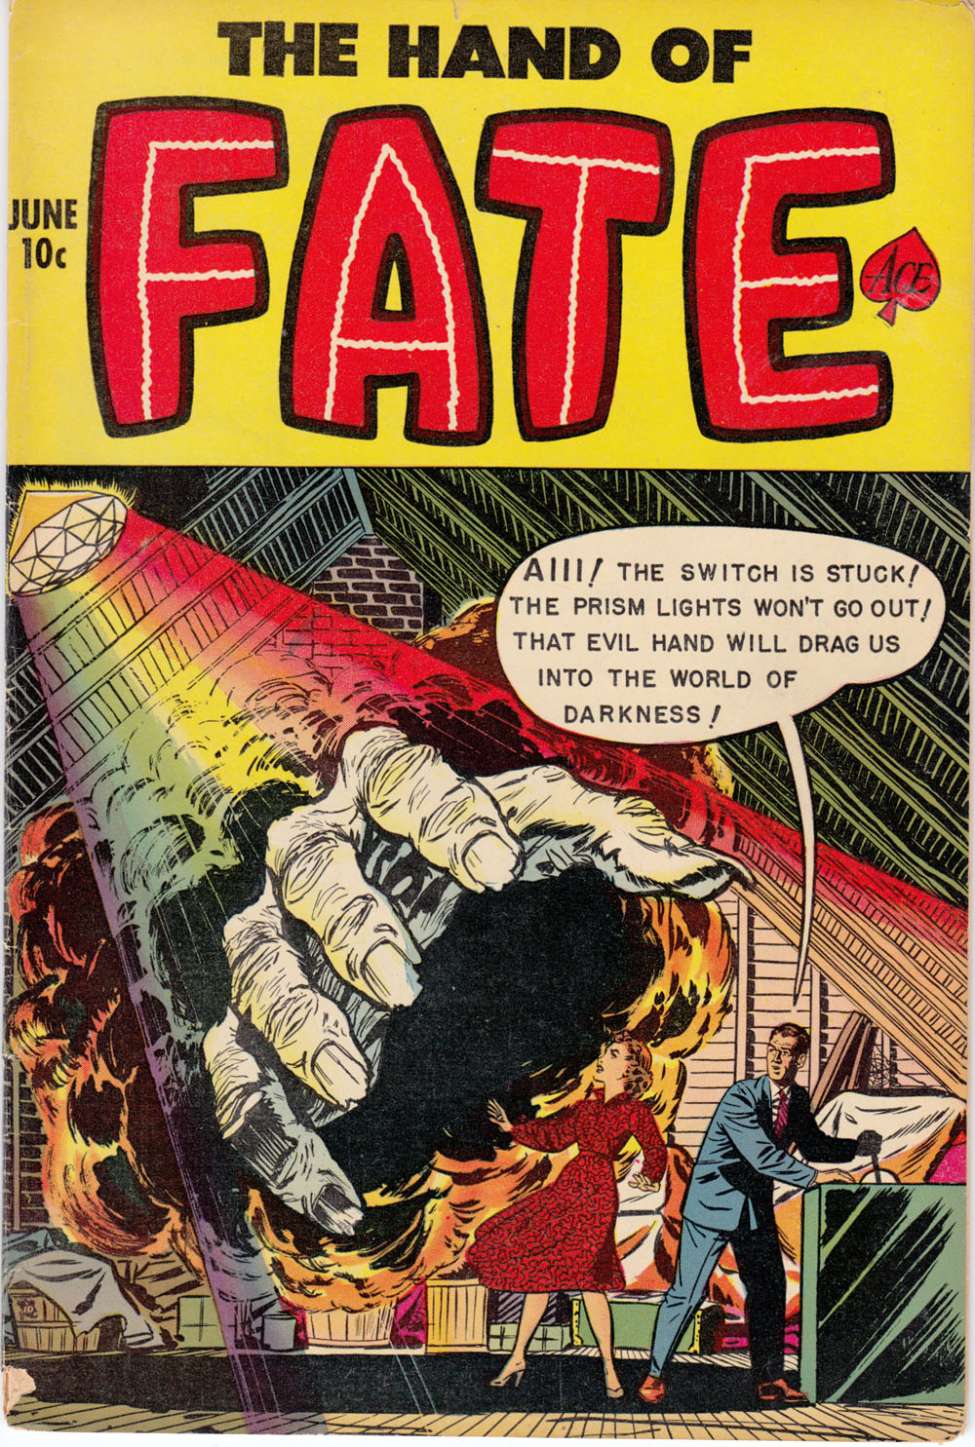 THE HAND OF
FATE
JUNE
10c
ACE
AIII! THE SWITCH IS STUCK!
THE PRISM LIGHTS WON'T GO OUT!
THAT EVIL HAND WILL DRAG US
INTO THE WORLD OF
DARKNESS!